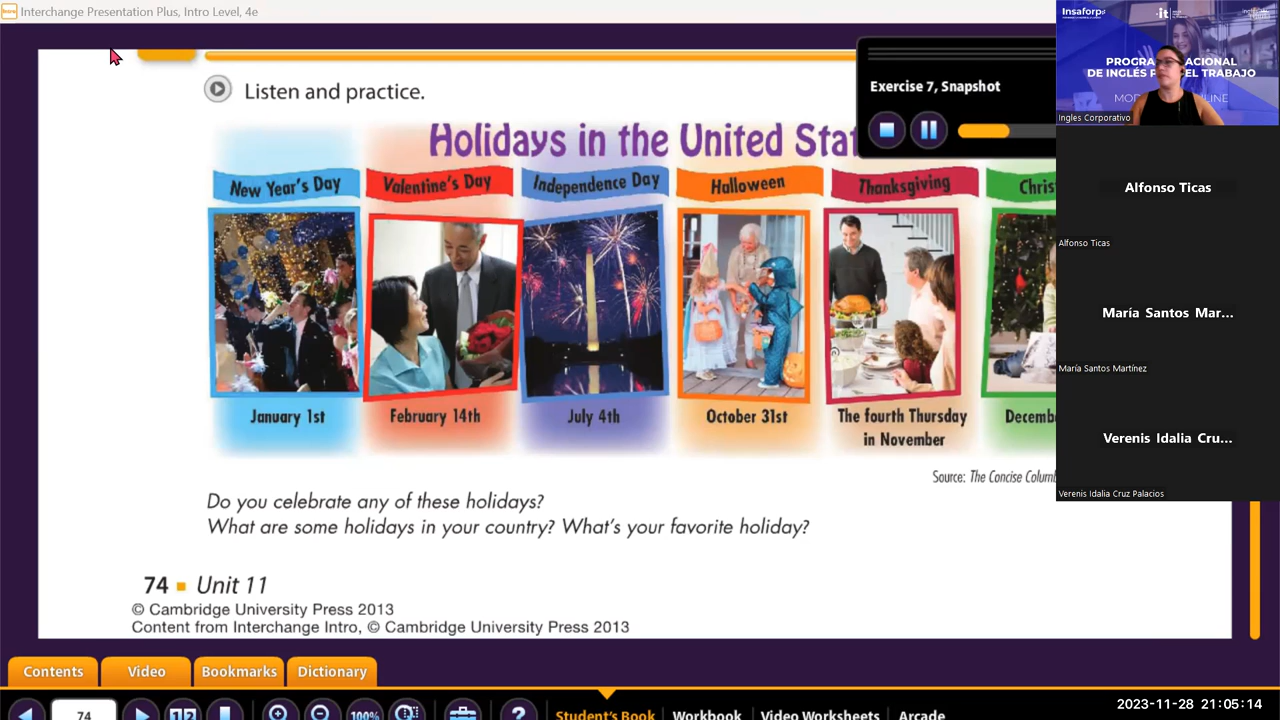 Interchange Presentation Plus, Intro Level, 4e
Listen and practice.
Exercise 7, Snapshot
Holidays in the United
New Year's Day
Valentine's Day
Independence Day
Halloween
Thanksgiving
January 1st
February 14th
July 4th
October 31st
The fourth Thursday
in November
Source: The Concise
Do you celebrate any of these holidays?
What are some holidays in your country? What's your favorite holiday?
74 Unit 11
© Cambridge University Press 2013
Content from Interchange Intro, © Cambridge University Press 2013
Contents
Video
Bookmarks
Dictionary
74
1 2
100%
?
Student's Book
Workbook
Video Worksheets
Arcade
Insaforp
it
Ingles Corporativo
Alfonso Ticas
Alfonso Ticas
María Santos Mar...
María Santos Martínez
Verenis Idalia Cru...
Verenis Idalia Cruz Palacios
2023-11-28 21:05:14